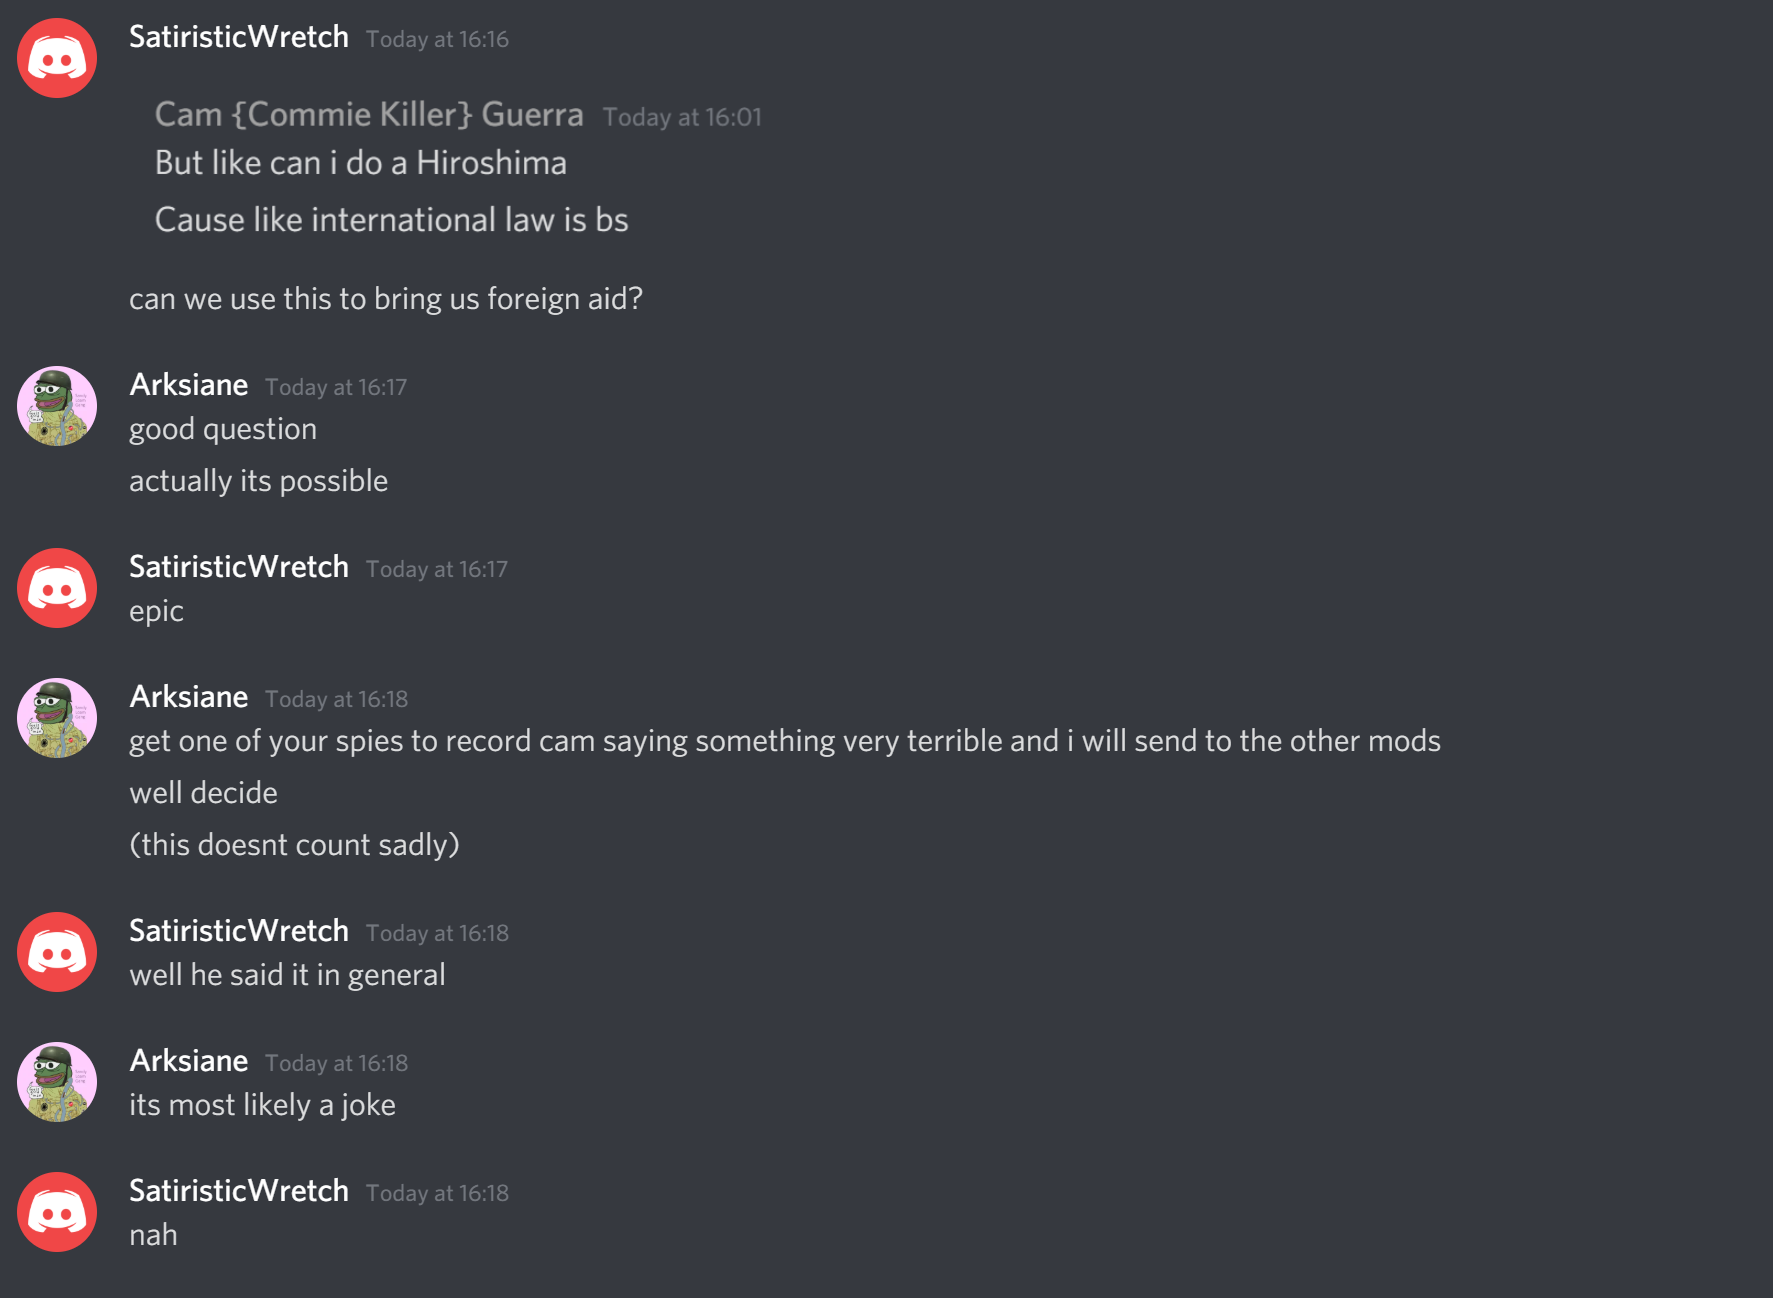 SatiristicWretch Today at 16:16
Cam {Commie Killer} Guerra Today at 16:01
But like can i do a Hiroshima
Cause like international law is bs
can we use this to bring us foreign aid?
Arksiane Today at 16:17
good question
actually its possible
SatiristicWretch Today at 16:17
epic
Arksiane Today at 16:18
get one of your spies to record cam saying something very terrible and i will send to the other mods
well decide
(this doesnt count sadly)
SatiristicWretch Today at 16:18
well he said it in general
Arksiane Today at 16:18
its most likely a joke
SatiristicWretch Today at 16:18
nah